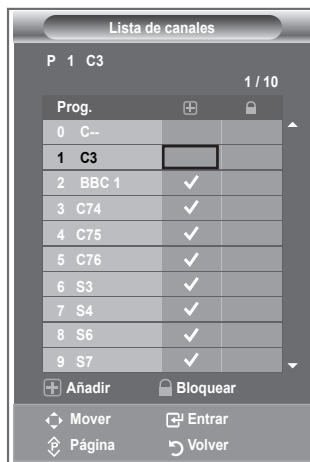 Lista de canales
P 1 C3
1 / 10
Prog.
0 C--
1 C3
2 BBC 1
3 C74
4 C75
5 C76
6 S3
7 S4
8 S6
9 S7
Añadir Bloquear
Mover Entrar
P Página Volver